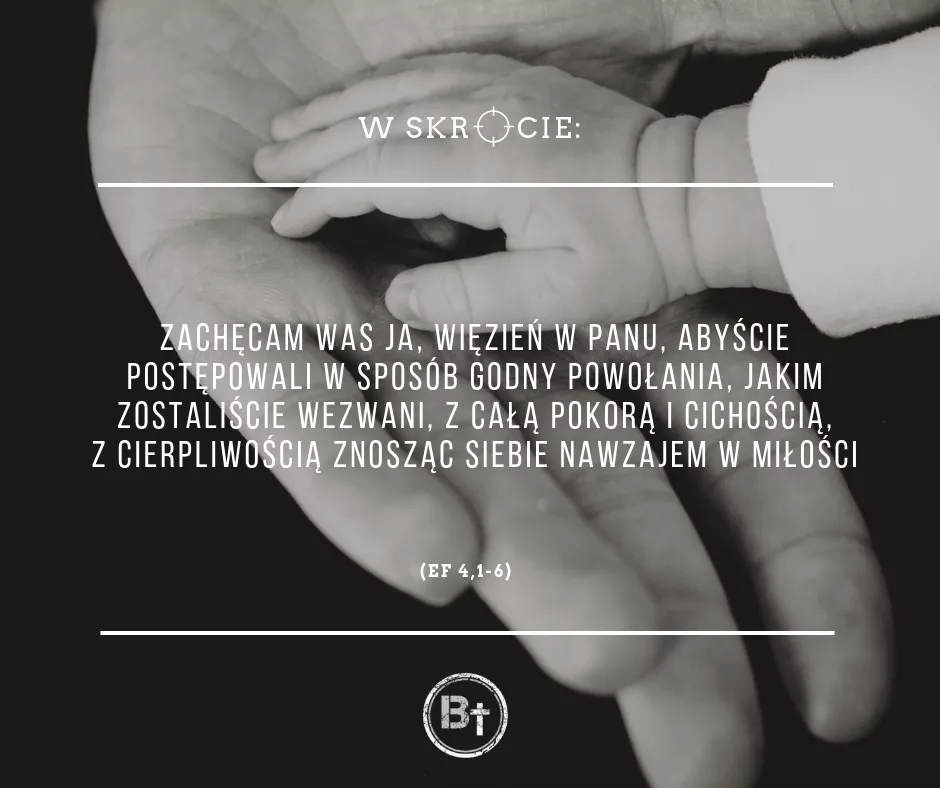 W SKRÓCIE:
ZACHĘCAM WAS JA, WIĘZIEŃ W PANU, ABYŚCIE
POSTĘPOWALI W SPOSÓB GODNY POWOŁANIA, JAKIM
ZOSTALIŚCIE WEZWANI, Z CAŁĄ POKORĄ I CICHOŚCIĄ,
Z CIERPLIWOŚCIĄ ZNOSZĄC SIEBIE NAWZAJEM W MIŁOŚCI
(EF 4,1-6)
Bt